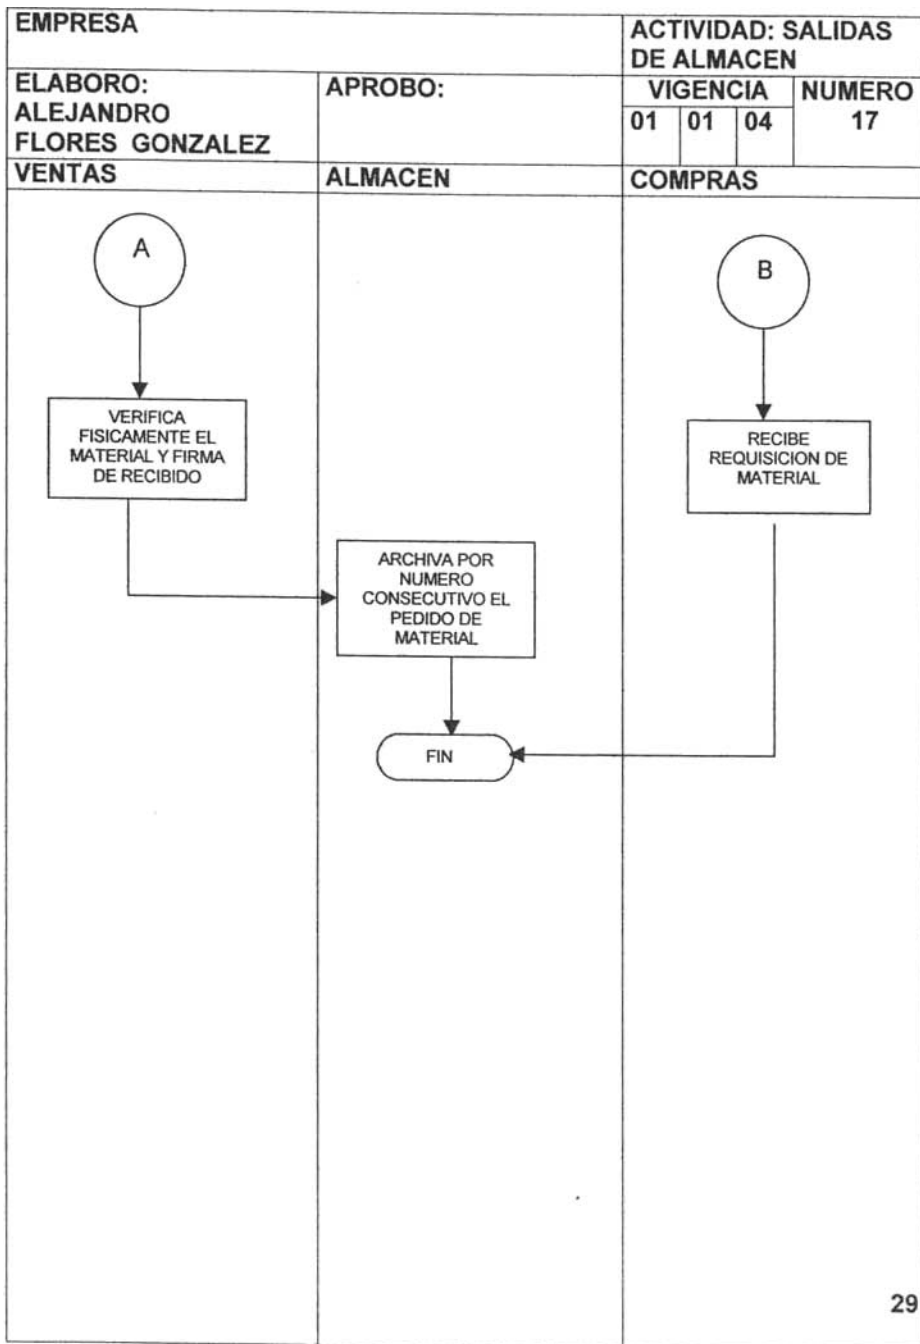 EMPRESA
ACTIVIDAD: SALIDAS
DE ALMACEN
ELABORO:
ALEJANDRO
FLORES GONZALEZ
APROBO:
VIGENCIA
NUMERO
01 01 04
17
VENTAS
ALMACEN
COMPRAS
A
B
VERIFICA
FISICAMENTE EL
MATERIAL Y FIRMA
DE RECIBIDO
RECIBE
REQUISICION DE
MATERIAL
ARCHIVA POR
NUMERO
CONSECUTIVO EL
PEDIDO DE
MATERIAL
FIN
29